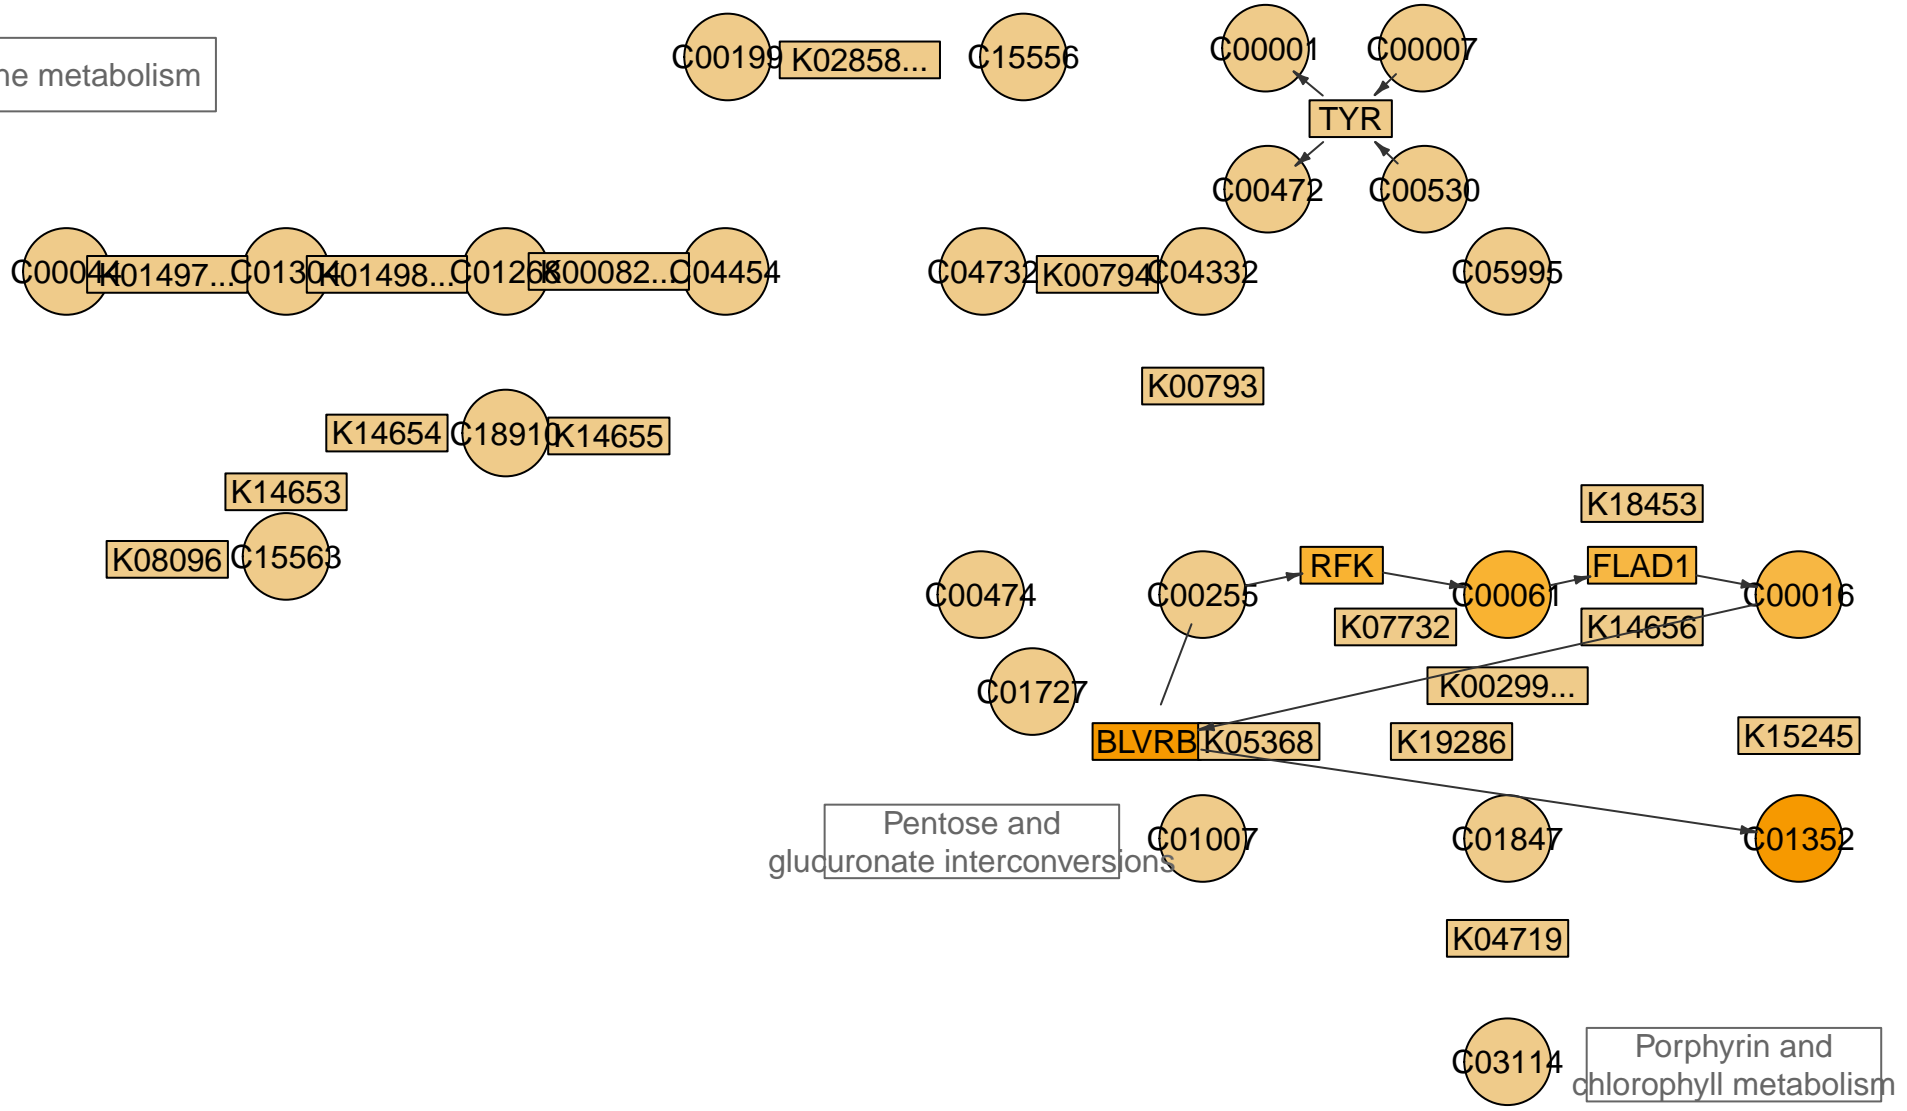 C00199
K02858...
C15556
C00001
C00007
ne metabolism
TYR
C00472
C00530
C00044
K01497...
C01304
K01498...
C01268
K00082...
C04454
C04732
K00794
C04332
C05995
K00793
K14654
C18910
K14655
K14653
K08096
C15563
K18453
C00474
C00255
RFK
C00061
FLAD1
C00016
K07732
K14656
C01727
K00299...
BLVRB
K05368
K19286
K15245
Pentose and
glucuronate interconversions
C01007
C01847
C01352
K04719
C03114
Porphyrin and
chlorophyll metabolism